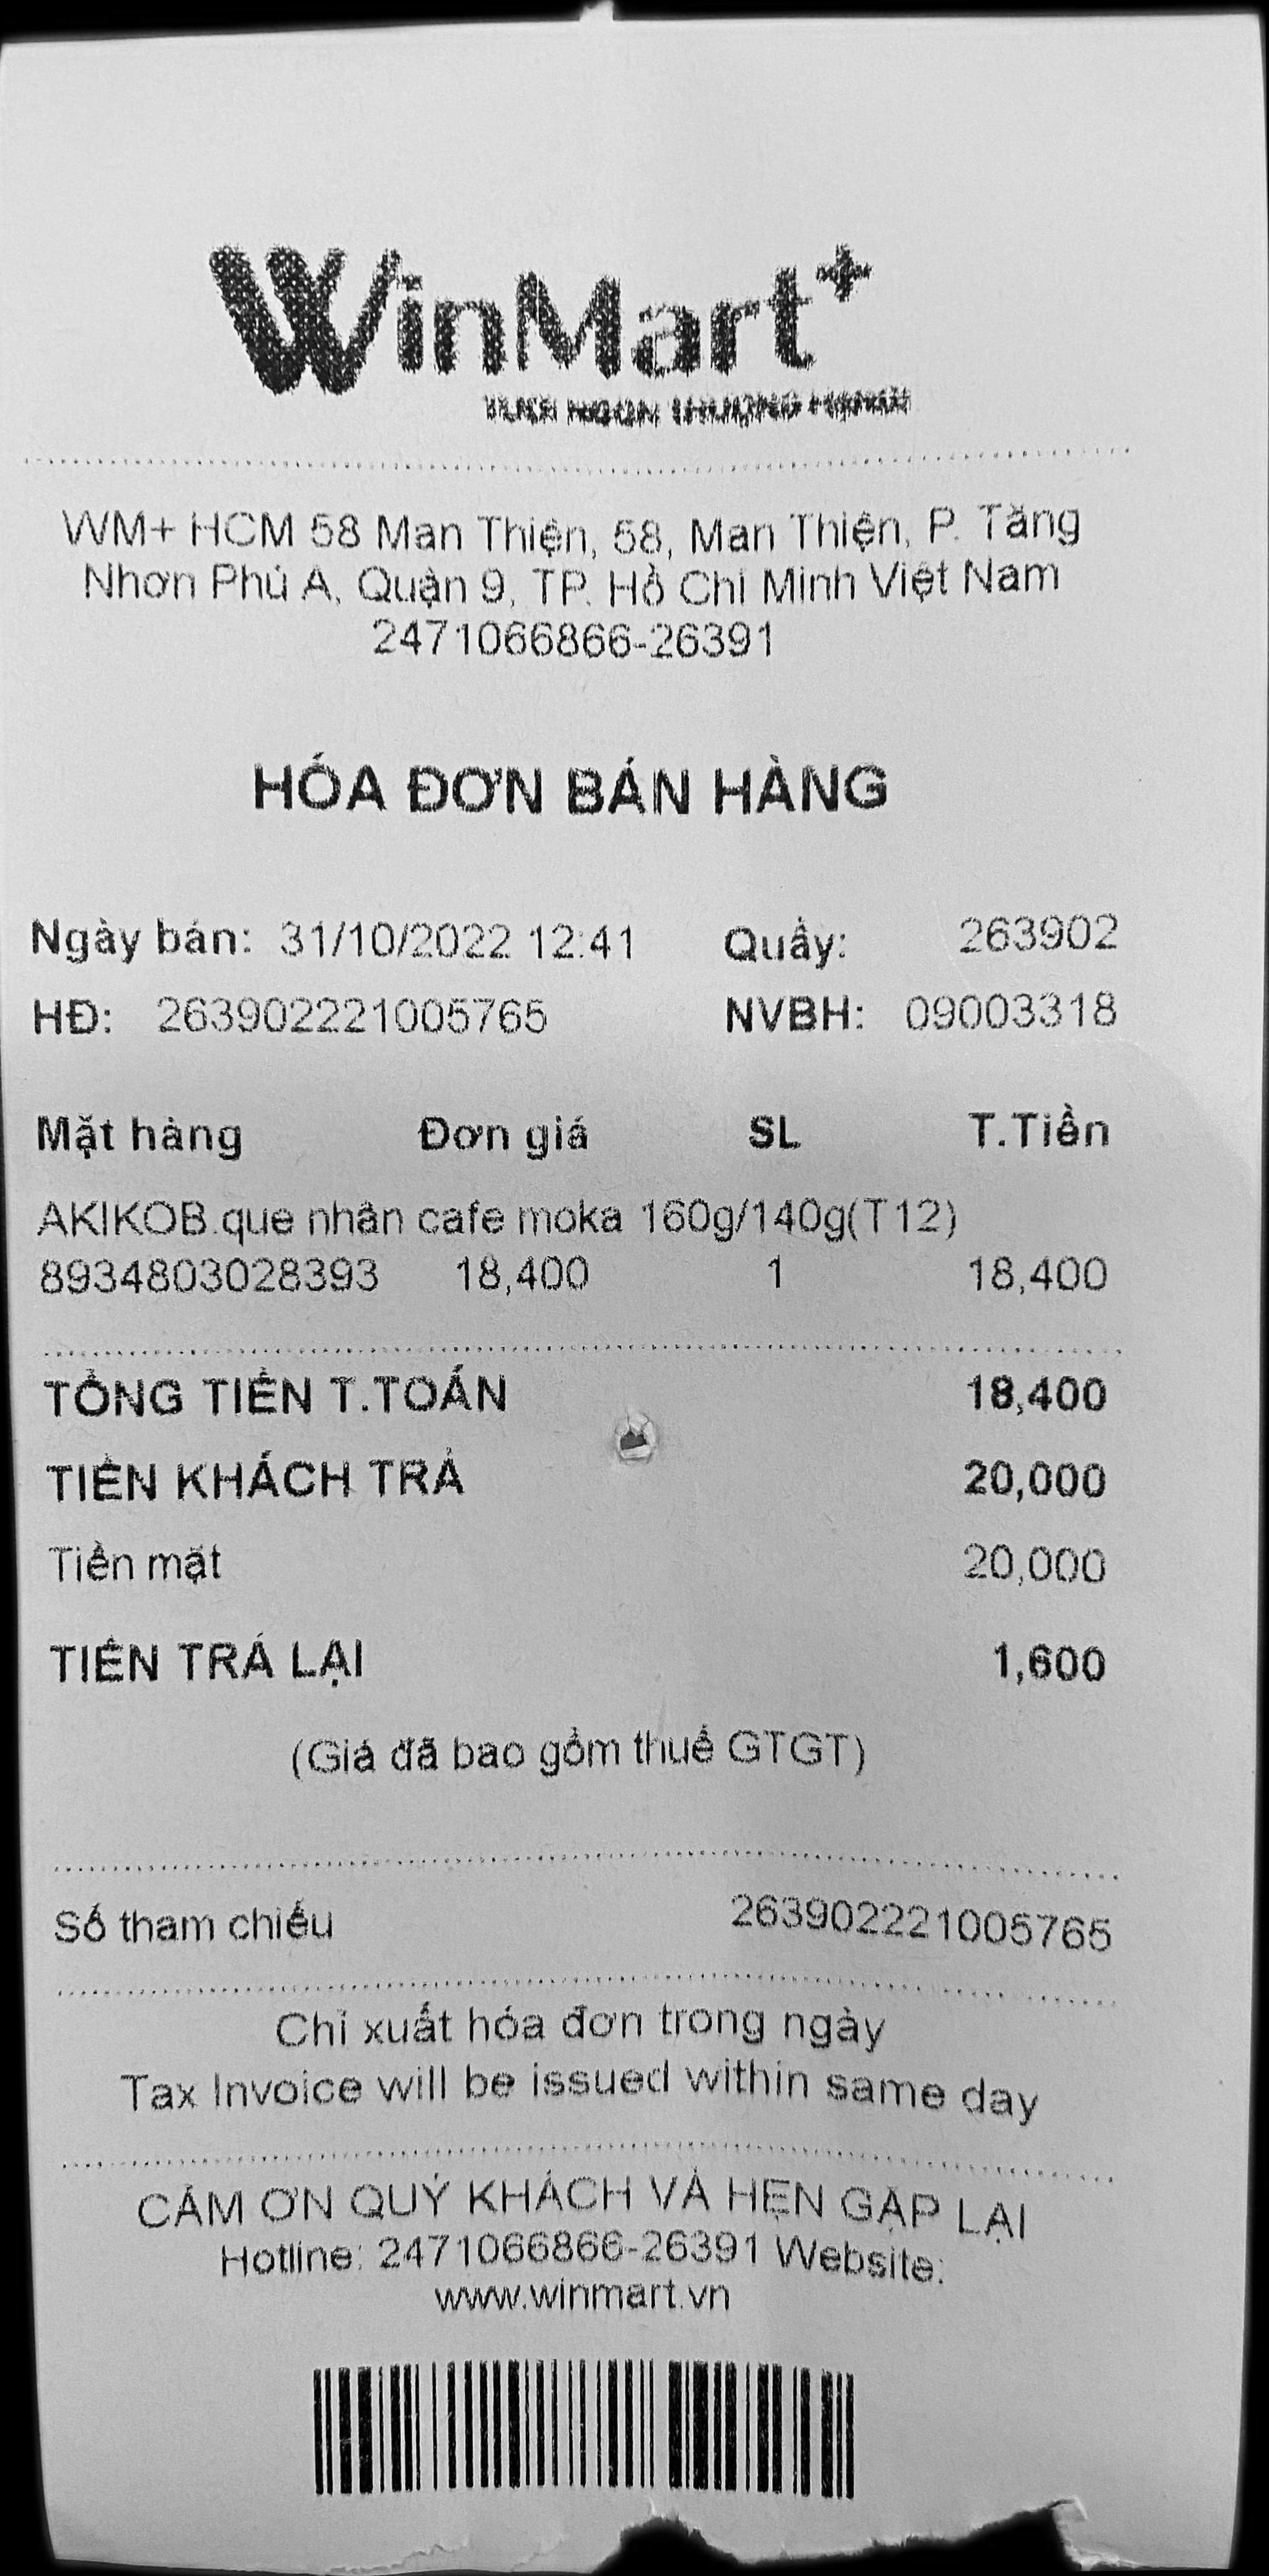 WinMart+
TƯƠI NGON THƯỢNG HẠNG
WM+ HCM 58 Man Thiện, 58, Man Thiện, P. Tăng
Nhơn Phú A, Quận 9, TP. Hồ Chí Minh Việt Nam
2471066866-26391
HÓA ĐƠN BÁN HÀNG
Ngày bán: 31/10/2022 12:41 Quầy: 263902
HĐ: 263902221005765 NVBH: 09003318
Mặt hàng Đơn giá SL T.Tiền
AKIKOB.que nhân cafe moka 160g/140g(T12)
8934803028393 18,400 1 18,400
TỔNG TIỀN T.TOÁN 18,400
TIỀN KHÁCH TRẢ 20,000
Tiền mặt 20,000
TIỀN TRẢ LẠI 1,600
(Giá đã bao gồm thuế GTGT)
Số tham chiếu 263902221005765
Chỉ xuất hóa đơn trong ngày
Tax Invoice will be issued within same day
CẢM ƠN QUÝ KHÁCH VÀ HẸN GẶP LẠI
Hotline: 2471066866-26391 Website:
www.winmart.vn